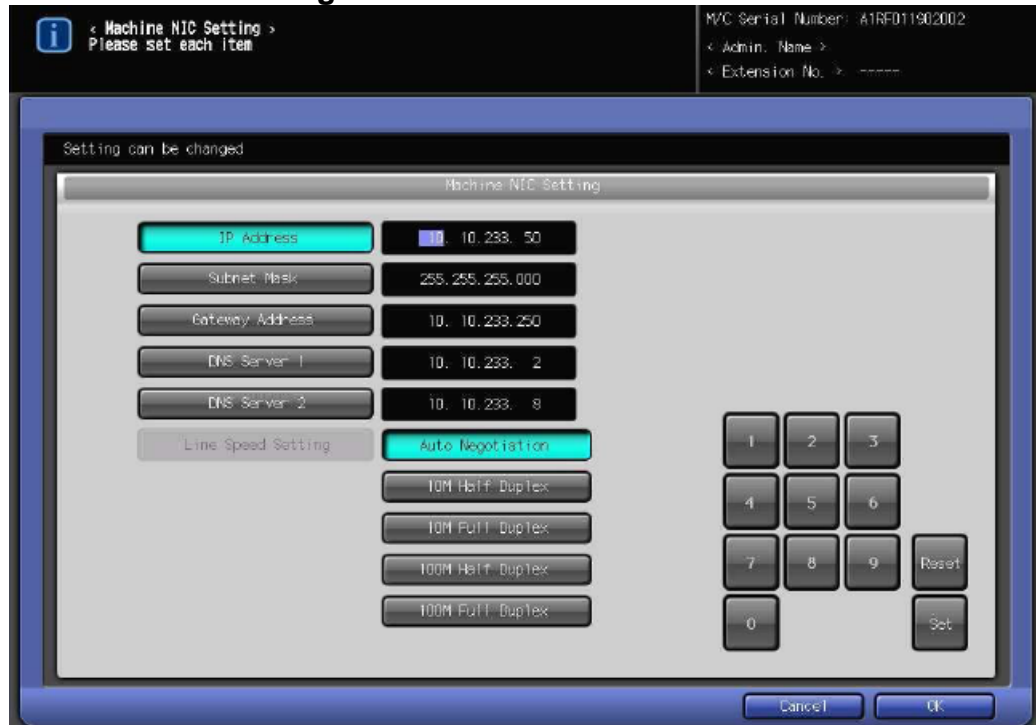 < Machine NIC Setting >
Please set each item
M/C Serial Number: A1RF011902002
< Admin. Name >
< Extension No. > -----
Setting can be changed
Machine NIC Setting
IP Address 10. 10.233. 50
Subnet Mask 255.255.255.000
Gateway Address 10. 10.233.250
DNS Server 1 10. 10.233. 2
DNS Server 2 10. 10.233. 8
Line Speed Setting Auto Negotiation
10M Half Duplex
10M Full Duplex
100M Half Duplex
100M Full Duplex
1 2 3
4 5 6
7 8 9 Reset
0 Set
Cancel OK